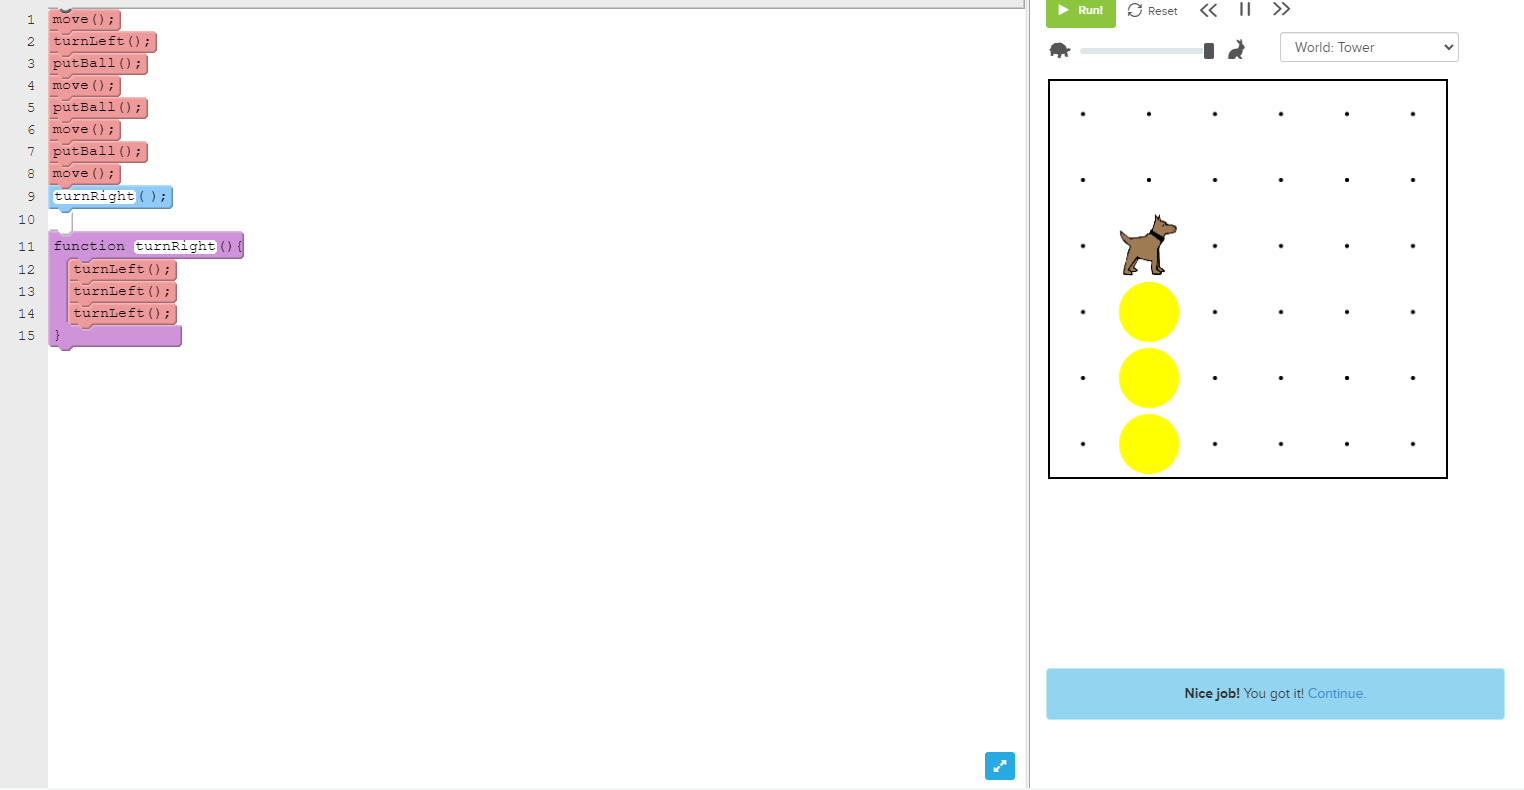 1 move();
2 turnLeft();
3 putBall();
4 move();
5 putBall();
6 move();
7 putBall();
8 move();
9 turnRight();
10
11 function turnRight(){
12 turnLeft();
13 turnLeft();
14 turnLeft();
15 }
Run! Reset
World: Tower
Nice job! You got it! Continue.